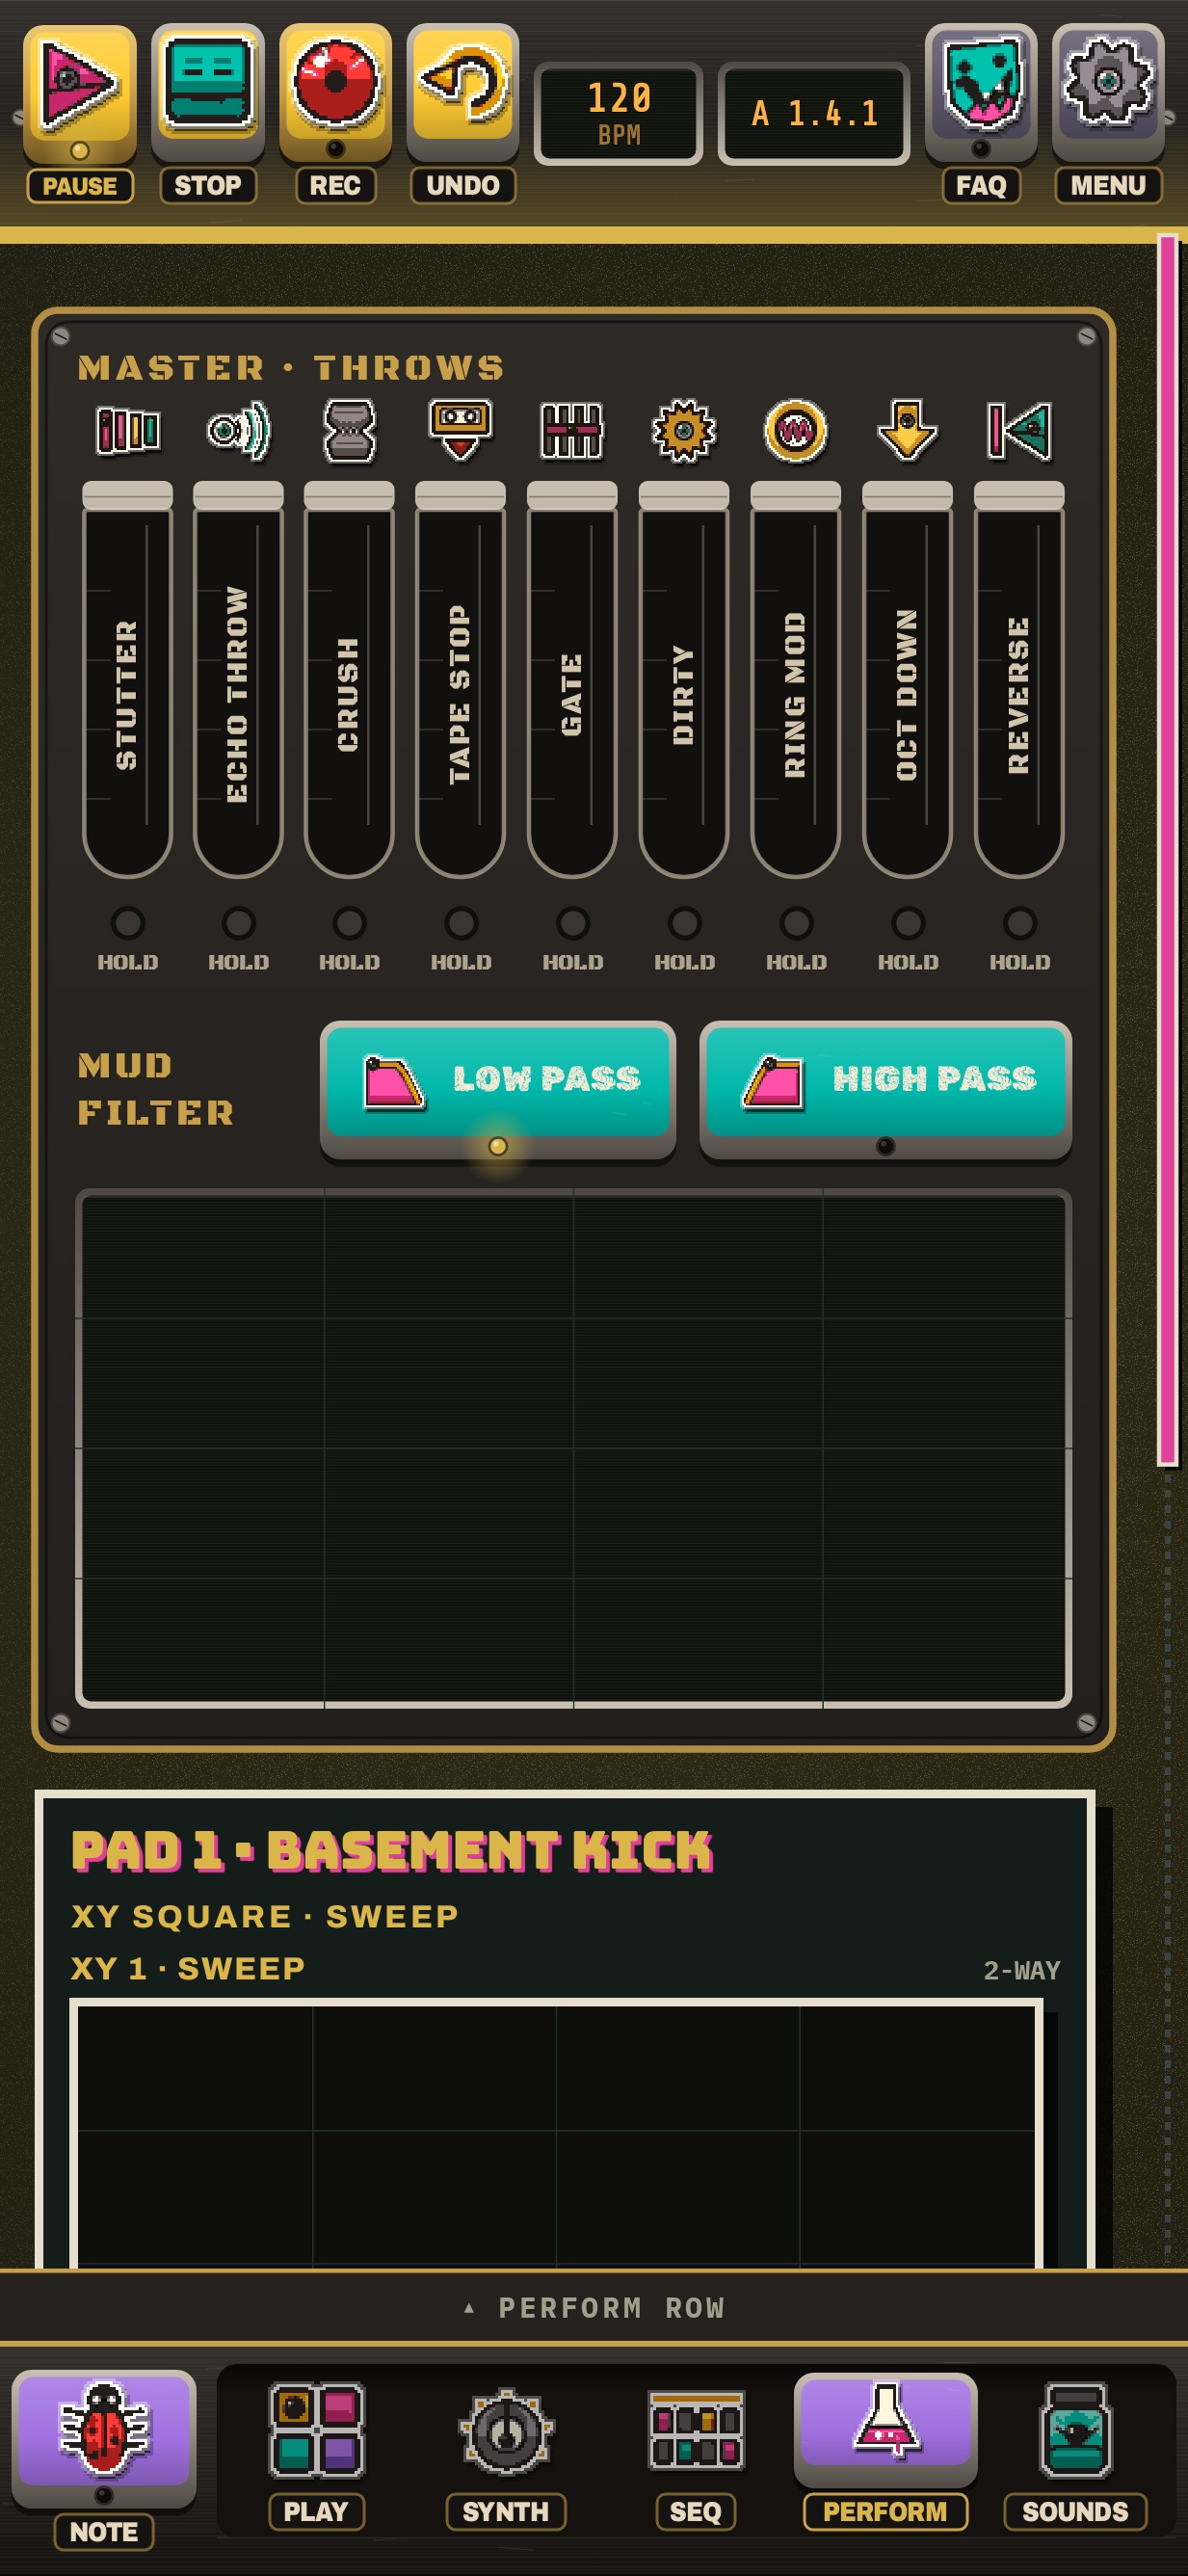 120
BPM
A 1.4.1
PAUSE STOP REC UNDO FAQ MENU
MASTER · THROWS
STUTTER
ECHO THROW
CRUSH
TAPE STOP
GATE
DIRTY
RING MOD
OCT DOWN
REVERSE
HOLD HOLD HOLD HOLD HOLD HOLD HOLD HOLD HOLD
MUD
FILTER
LOW PASS
HIGH PASS
PAD 1 · BASEMENT KICK
XY SQUARE · SWEEP
XY 1 · SWEEP 2-WAY
▲ PERFORM ROW
NOTE PLAY SYNTH SEQ PERFORM SOUNDS